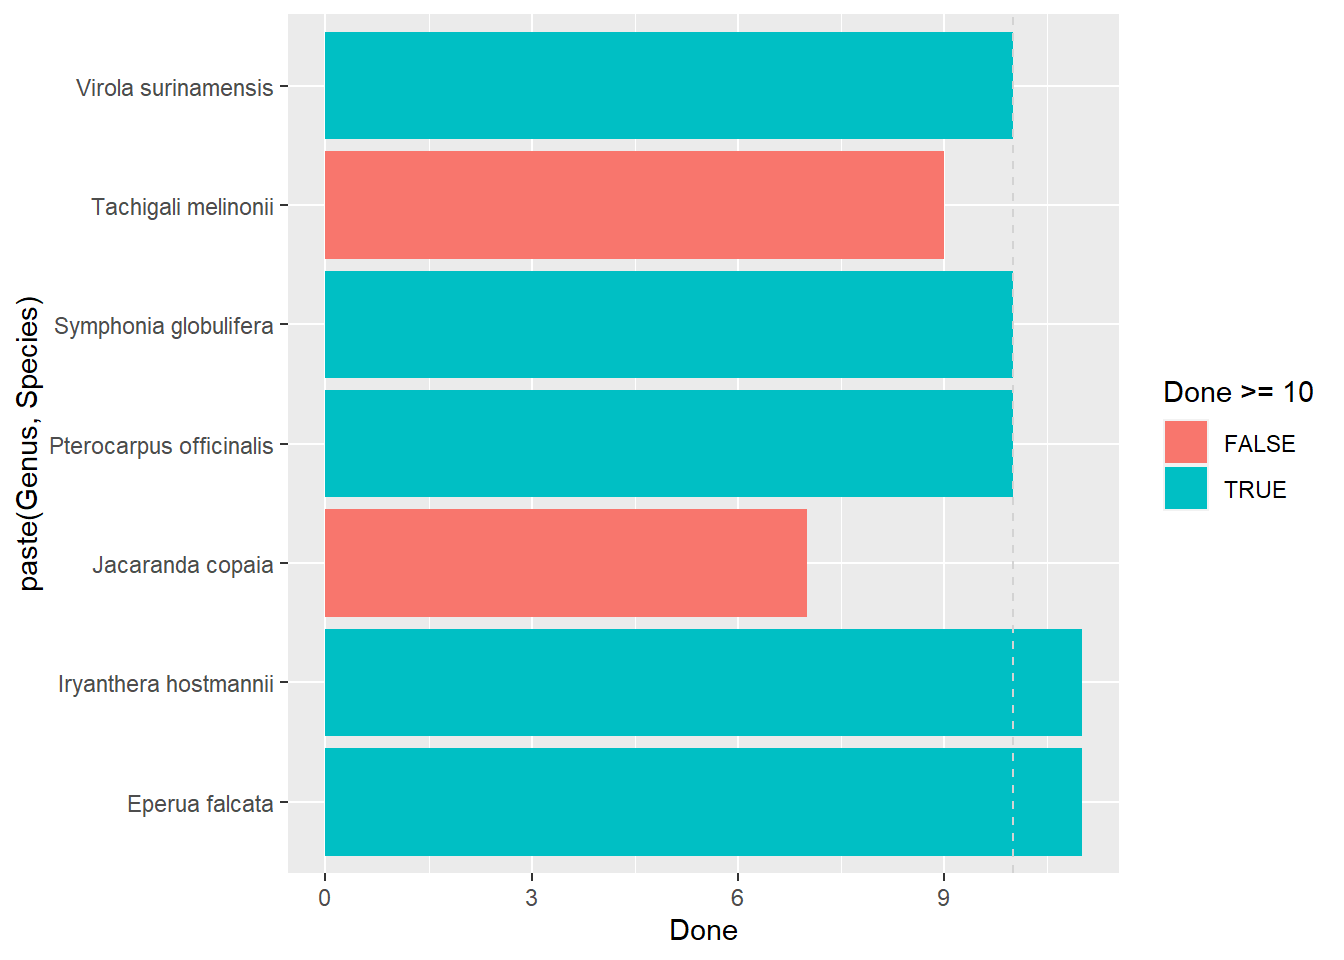 paste(Genus, Species)
Virola surinamensis
Tachigali melinonii
Symphonia globulifera
Pterocarpus officinalis
Jacaranda copaia
Iryanthera hostmannii
Eperua falcata
0 3 6 9
Done
Done >= 10
FALSE
TRUE